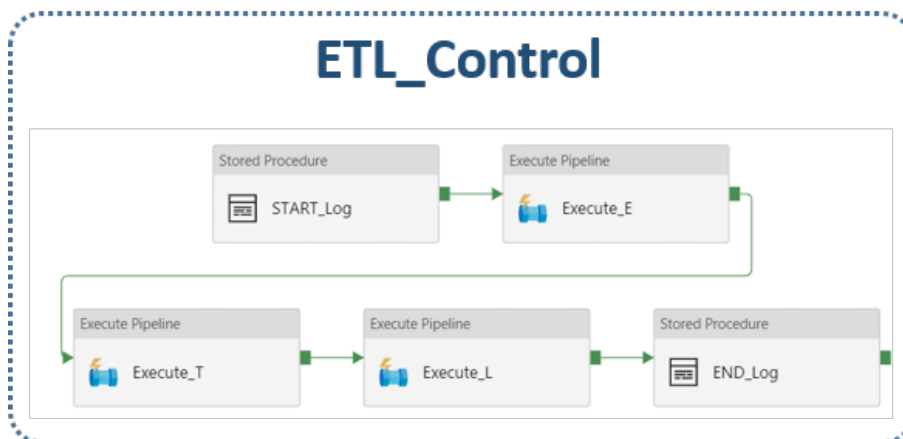 ETL_Control
Stored Procedure
START_Log
Execute Pipeline
Execute_E
Execute Pipeline
Execute_T
Execute Pipeline
Execute_L
Stored Procedure
END_Log